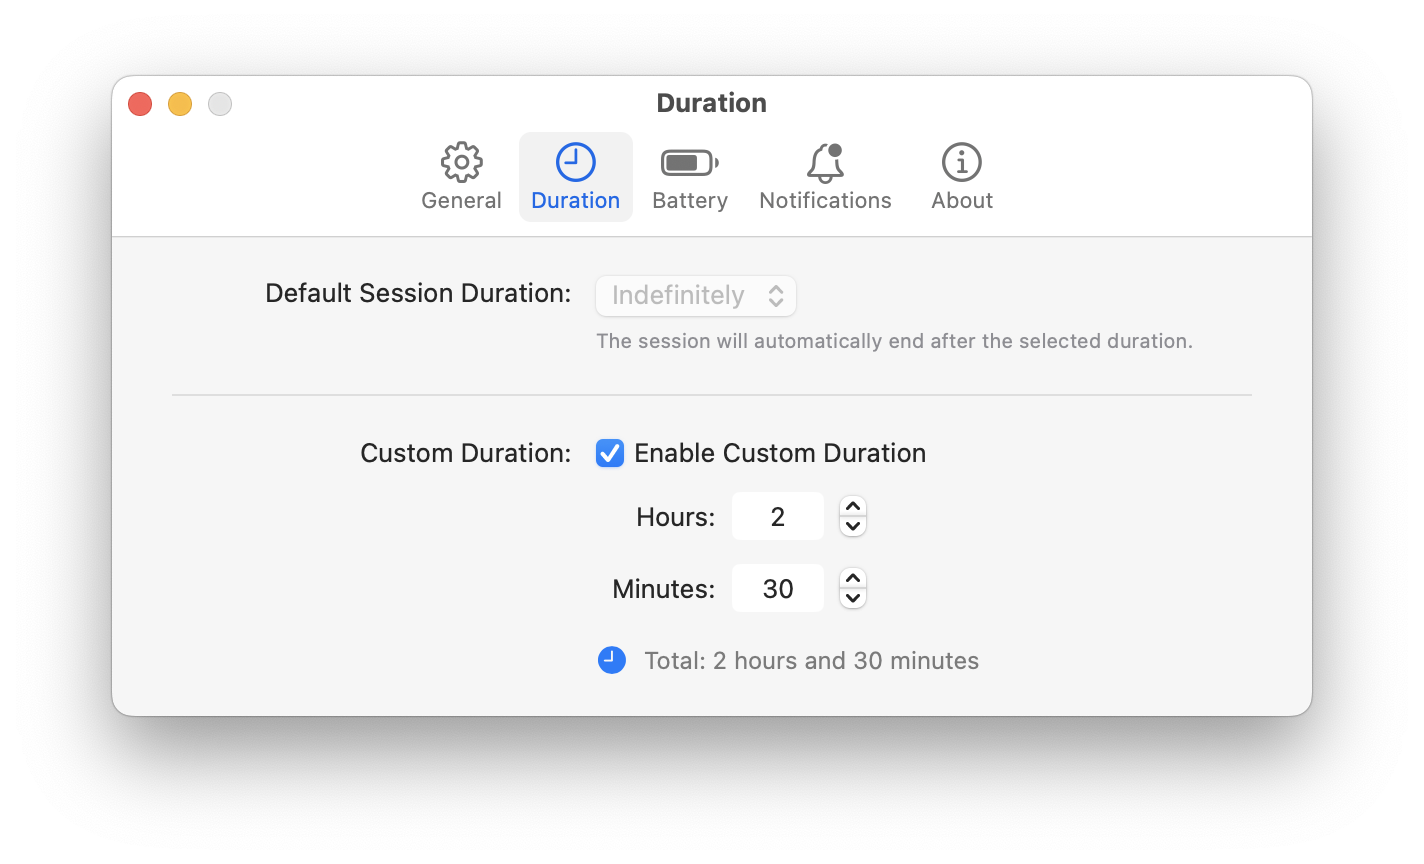 Duration
General
Duration
Battery
Notifications
About
Default Session Duration:
Indefinitely
The session will automatically end after the selected duration.
Custom Duration:
Enable Custom Duration
Hours:
2
Minutes:
30
Total: 2 hours and 30 minutes